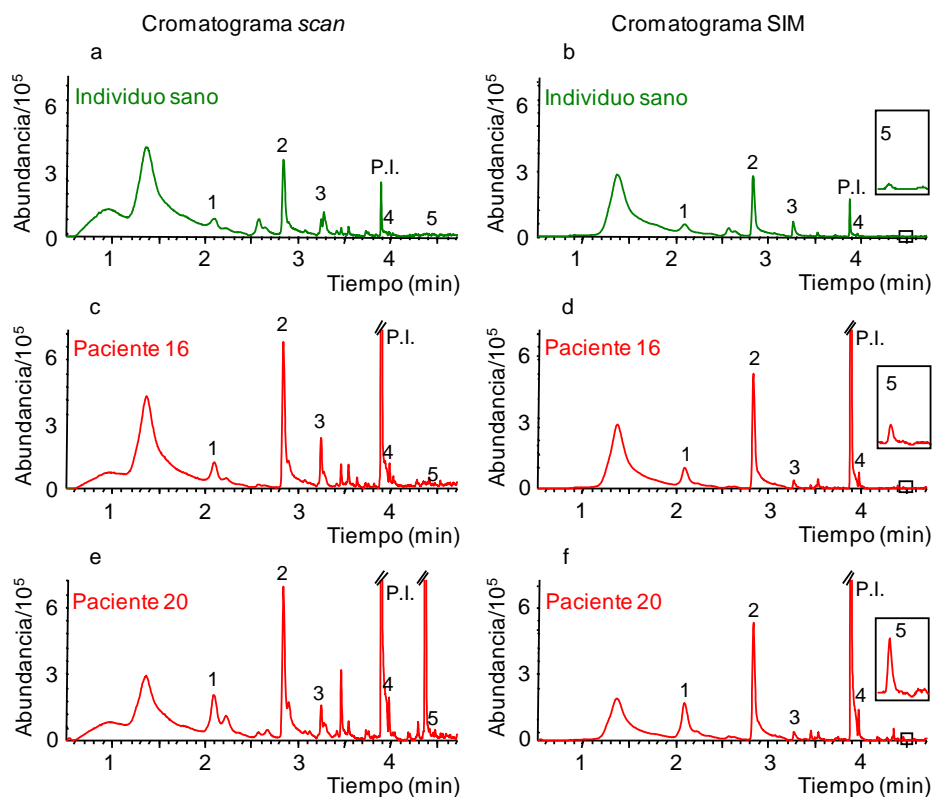 Cromatograma scan
Cromatograma SIM
a
Abundancia/10⁵
6
3
0
Individuo sano
1
2
3
P.I.
4
5
1 2 3 4
Tiempo (min)
b
Abundancia/10⁵
6
3
0
Individuo sano
1
2
3
P.I.
4
5
1 2 3 4
Tiempo (min)
c
Abundancia/10⁵
6
3
0
Paciente 16
1
2
3
P.I.
4
5
1 2 3 4
Tiempo (min)
d
Abundancia/10⁵
6
3
0
Paciente 16
1
2
3
P.I.
4
5
1 2 3 4
Tiempo (min)
e
Abundancia/10⁵
6
3
0
Paciente 20
1
2
3
P.I.
4
5
1 2 3 4
Tiempo (min)
f
Abundancia/10⁵
6
3
0
Paciente 20
1
2
3
P.I.
4
5
1 2 3 4
Tiempo (min)